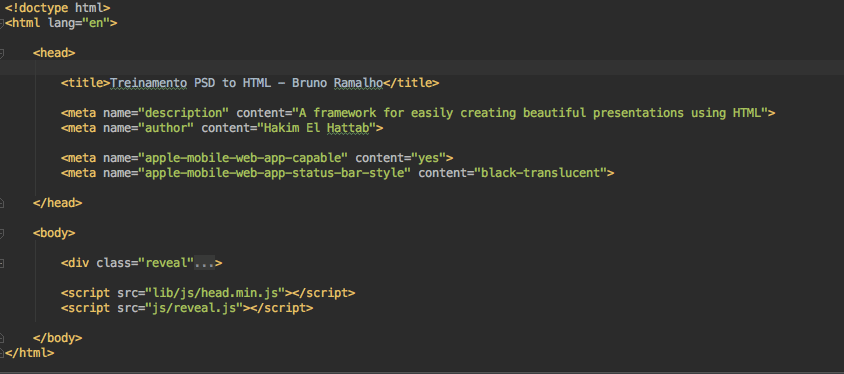 <!doctype html>
<html lang="en">
<head>
<title>Treinamento PSD to HTML - Bruno Ramalho</title>
<meta name="description" content="A framework for easily creating beautiful presentations using HTML">
<meta name="author" content="Hakim El Hattab">
<meta name="apple-mobile-web-app-capable" content="yes">
<meta name="apple-mobile-web-app-status-bar-style" content="black-translucent">
</head>
<body>
<div class="reveal"...>
<script src="lib/js/head.min.js"></script>
<script src="js/reveal.js"></script>
</body>
</html>